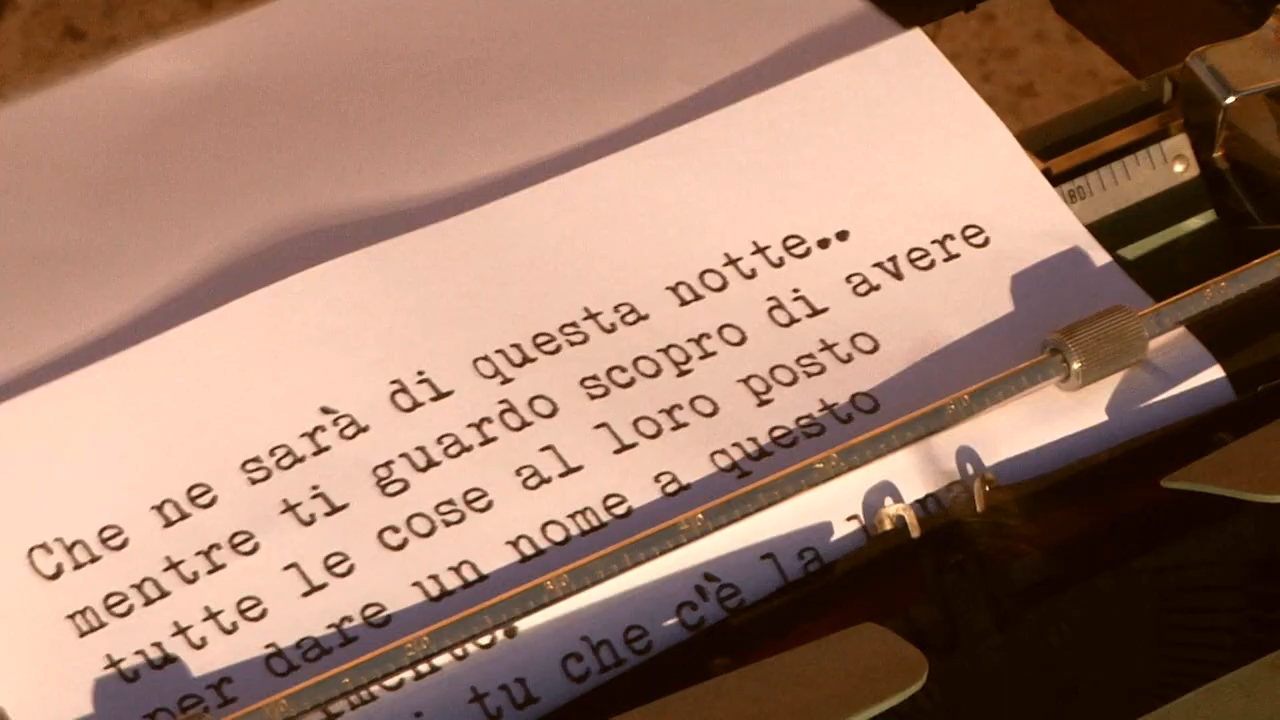 Che ne sarà di questa notte..
mentre ti guardo scopro di avere
tutte le cose al loro posto
per dare un nome a questo
tu che c'è la
80